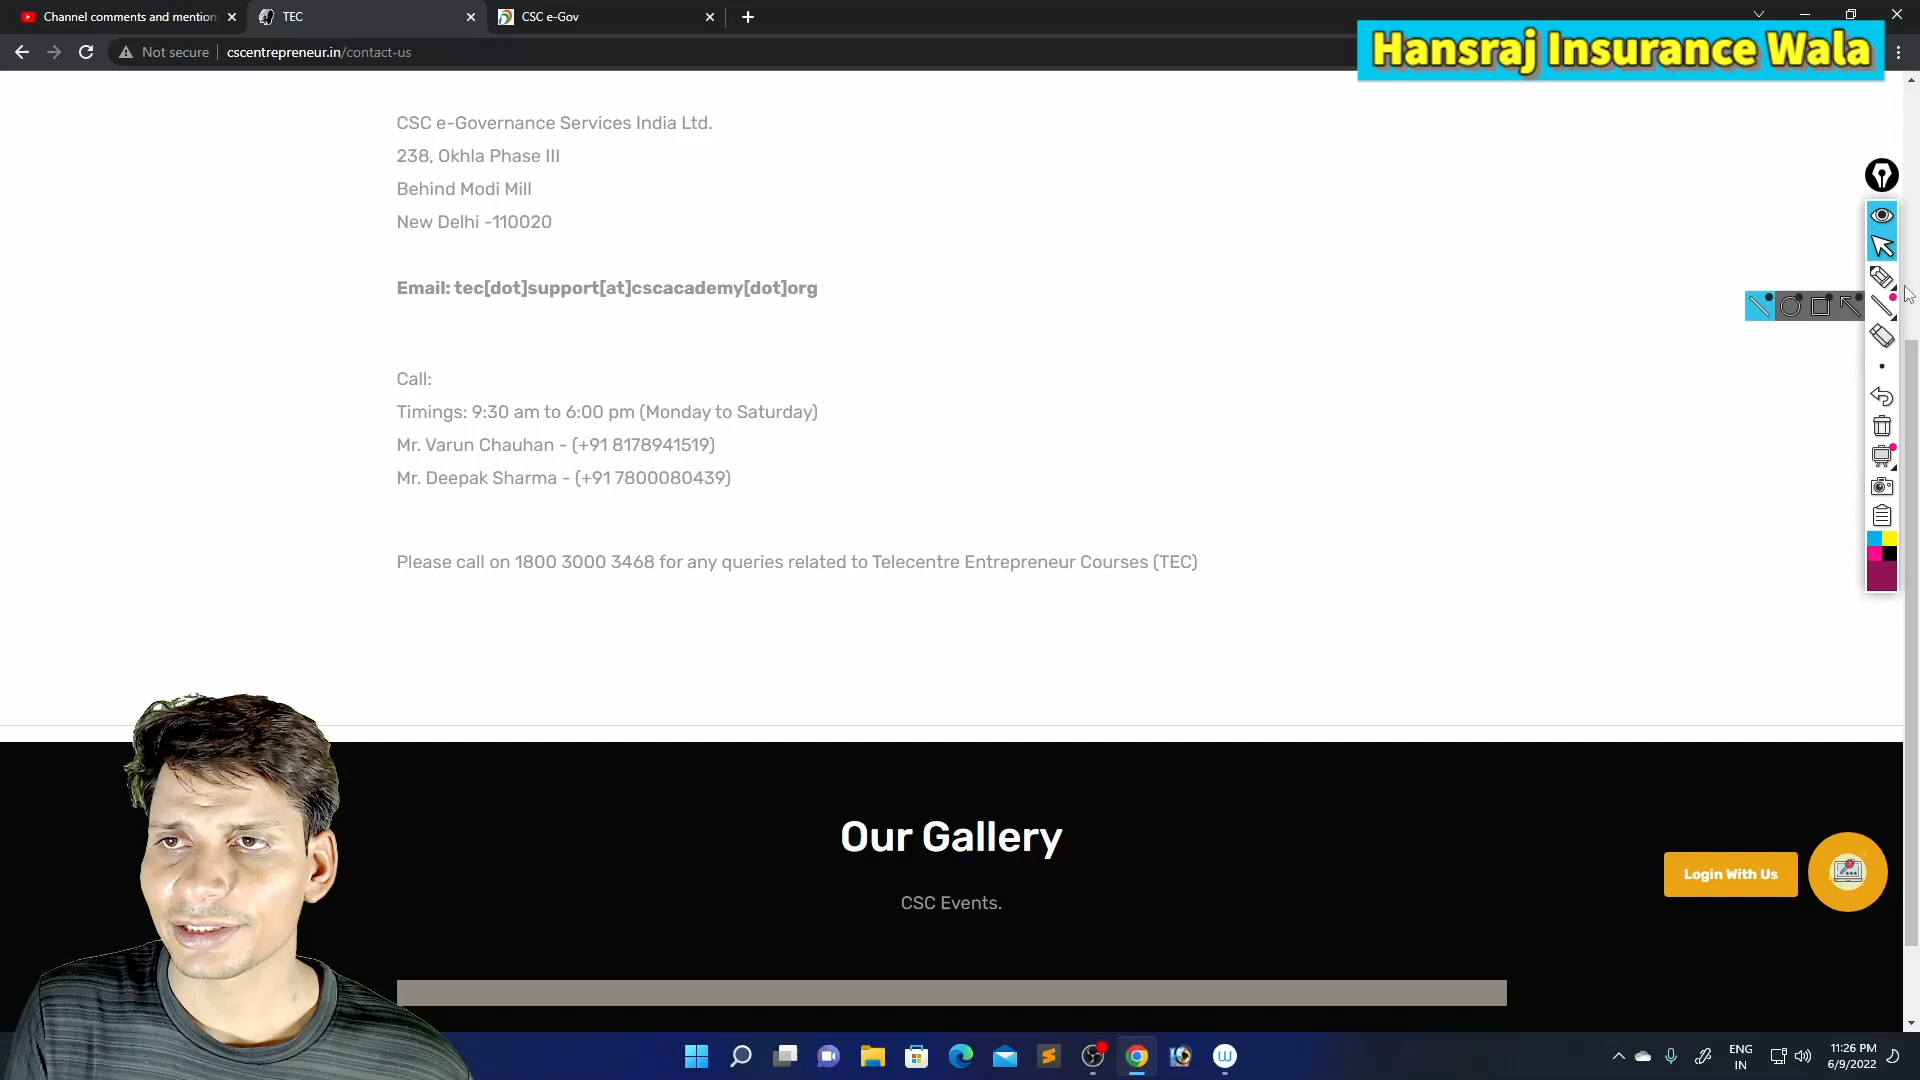 Channel comments and mention
TEC
CSC e-Gov
Not secure
cscentrepreneur.in/contact-us
Hansraj Insurance Wala
CSC e-Governance Services India Ltd.
238, Okhla Phase III
Behind Modi Mill
New Delhi -110020
Email: tec[dot]support[at]cscacademy[dot]org
Call:
Timings: 9:30 am to 6:00 pm (Monday to Saturday)
Mr. Varun Chauhan - (+91 8178941519)
Mr. Deepak Sharma - (+91 7800080439)
Please call on 1800 3000 3468 for any queries related to Telecentre Entrepreneur Courses (TEC)
Our Gallery
CSC Events.
Login With Us
ENG
IN
11:26 PM
6/9/2022